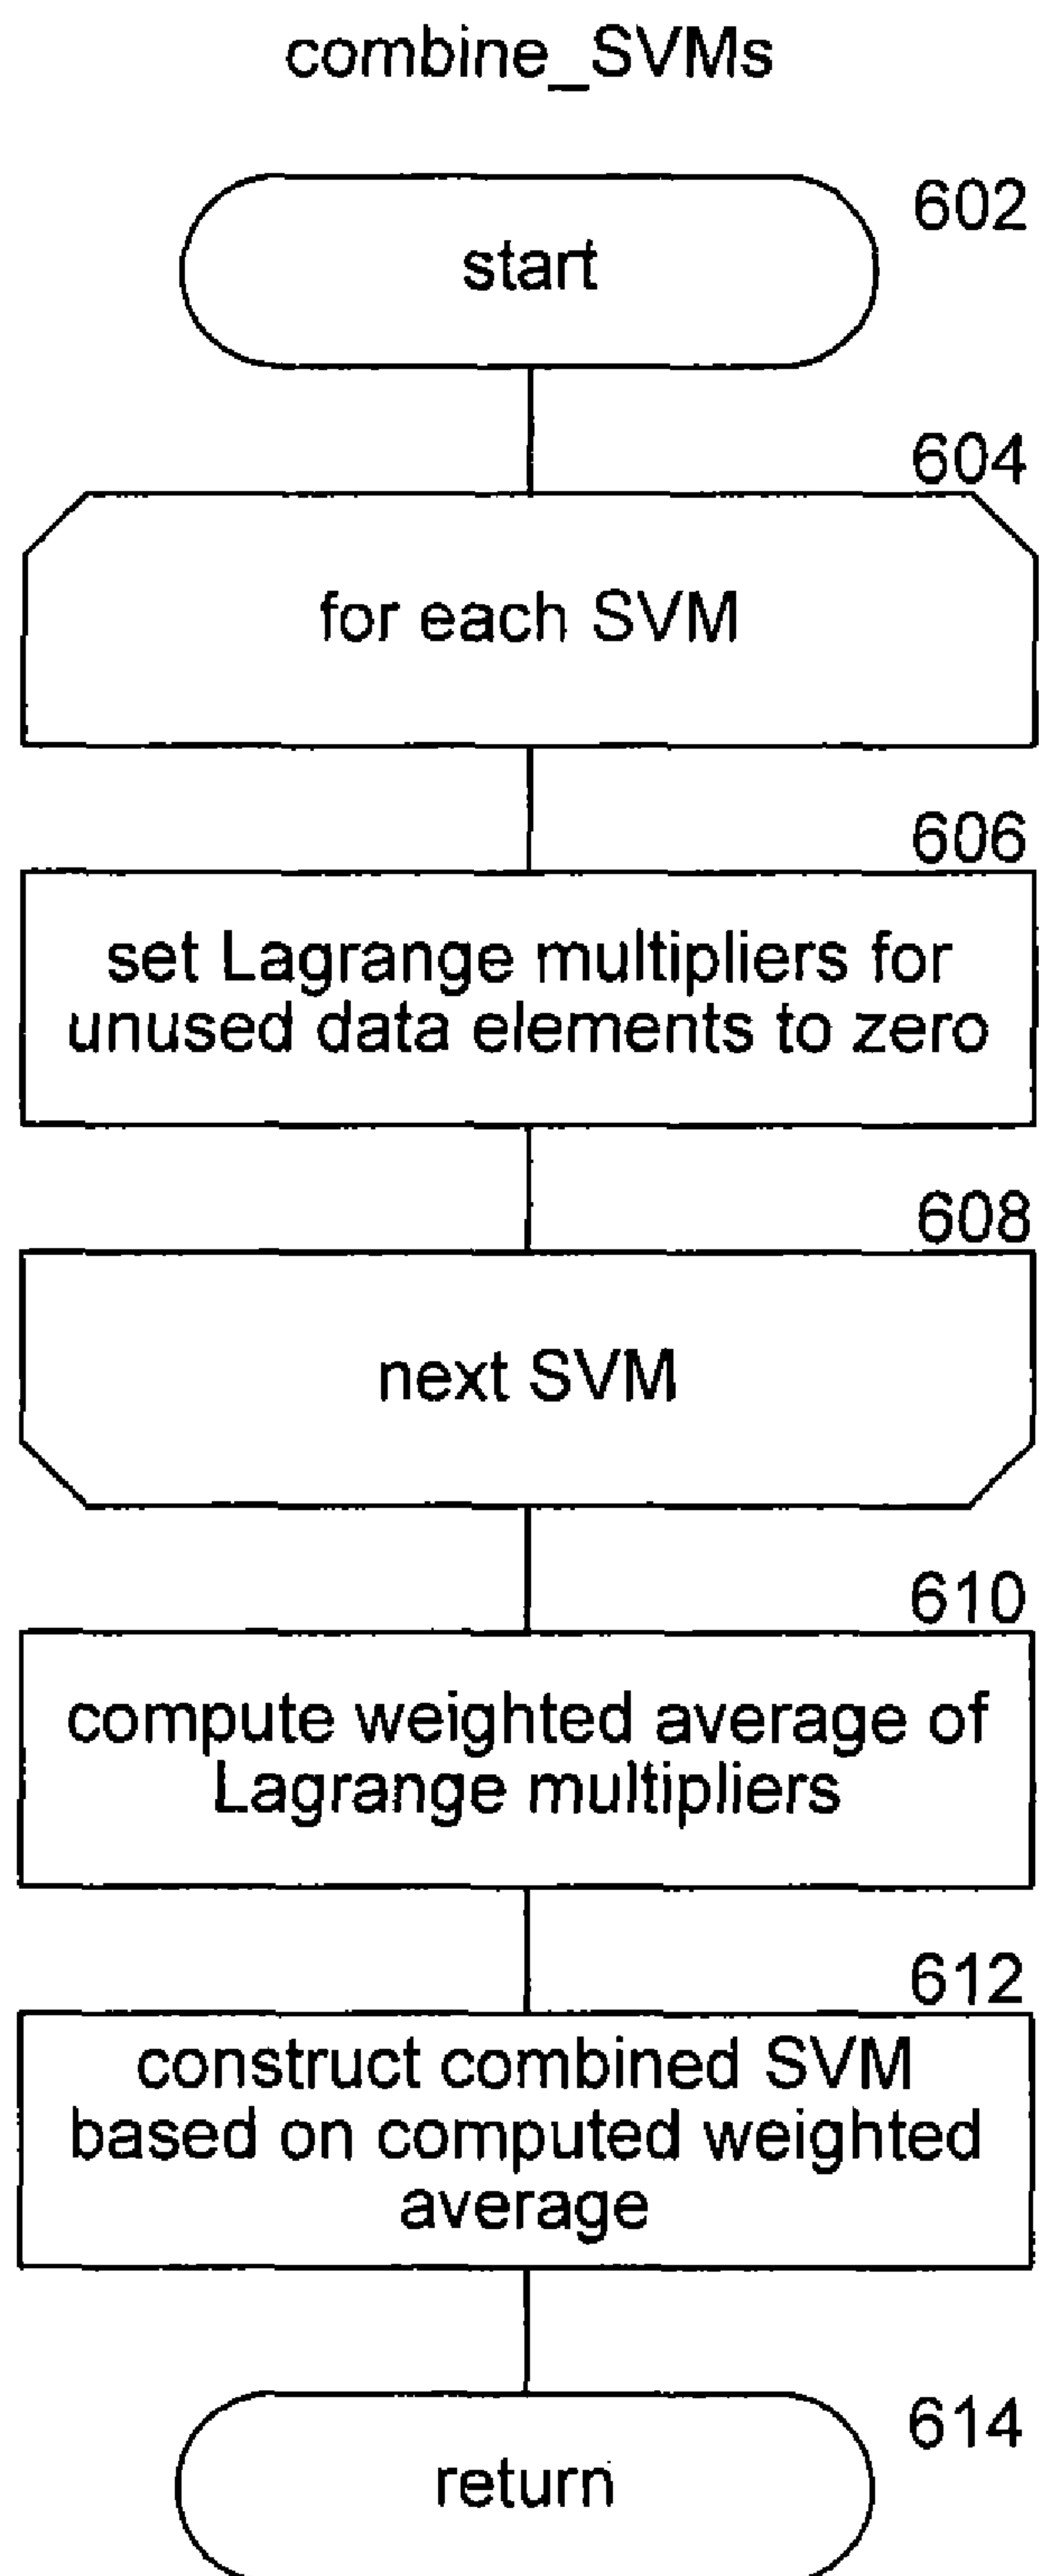 combine_SVMs
602
start
604
for each SVM
606
set Lagrange multipliers for
unused data elements to zero
608
next SVM
610
compute weighted average of
Lagrange multipliers
612
construct combined SVM
based on computed weighted
average
614
return